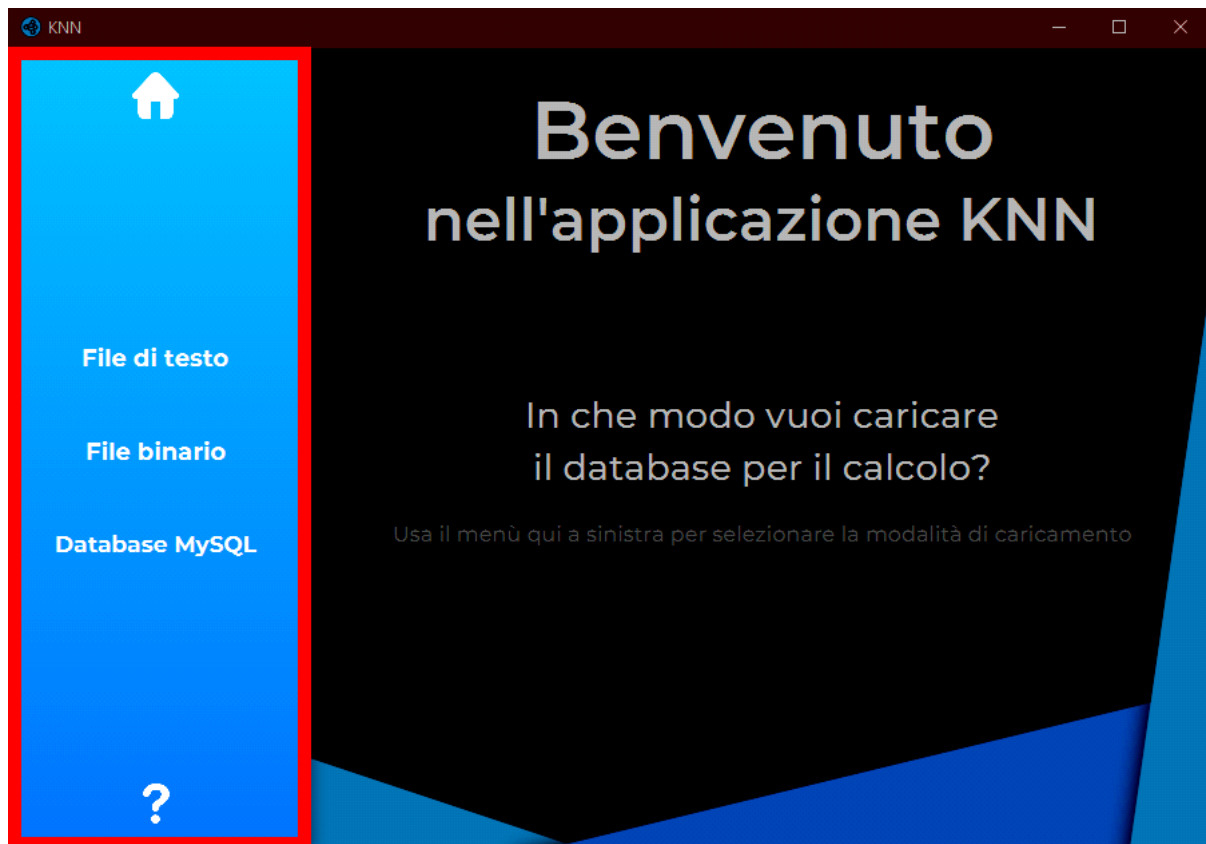 KNN
File di testo
File binario
Database MySQL
?
Benvenuto
nell'applicazione KNN
In che modo vuoi caricare
il database per il calcolo?
Usa il menù qui a sinistra per selezionare la modalità di caricamento